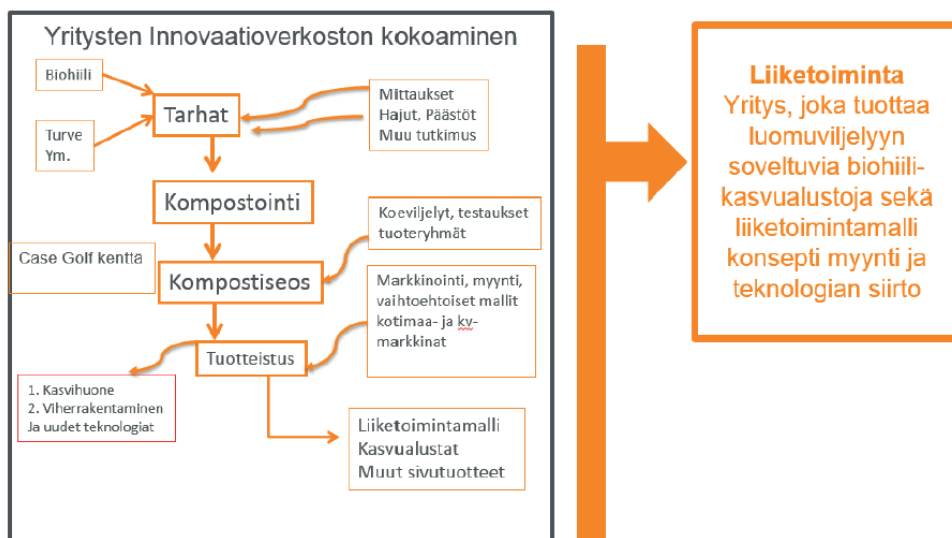 Yritysten Innovaatioverkoston kokoaminen
Biohiili
Tarhat
Mittaukset
Hajut, Päästöt
Muu tutkimus
Turve
Ym.
Kompostointi
Koeviljelyt, testaukset
tuoteryhmät
Case Golf kenttä
Kompostiseos
Markkinointi, myynti,
vaihtoehtoiset mallit
kotimaa- ja kv-
markkinat
Tuotteistus
1. Kasvihuone
2. Viherrakentaminen
Ja uudet teknologiat
Liiketoimintamalli
Kasvualustat
Muut sivutuotteet
Liiketoiminta
Yritys, joka tuottaa
luomuviljelyyn
soveltuvia biohiili-
kasvualustoja sekä
liiketoimintamalli
konsepti myynti ja
teknologian siirto